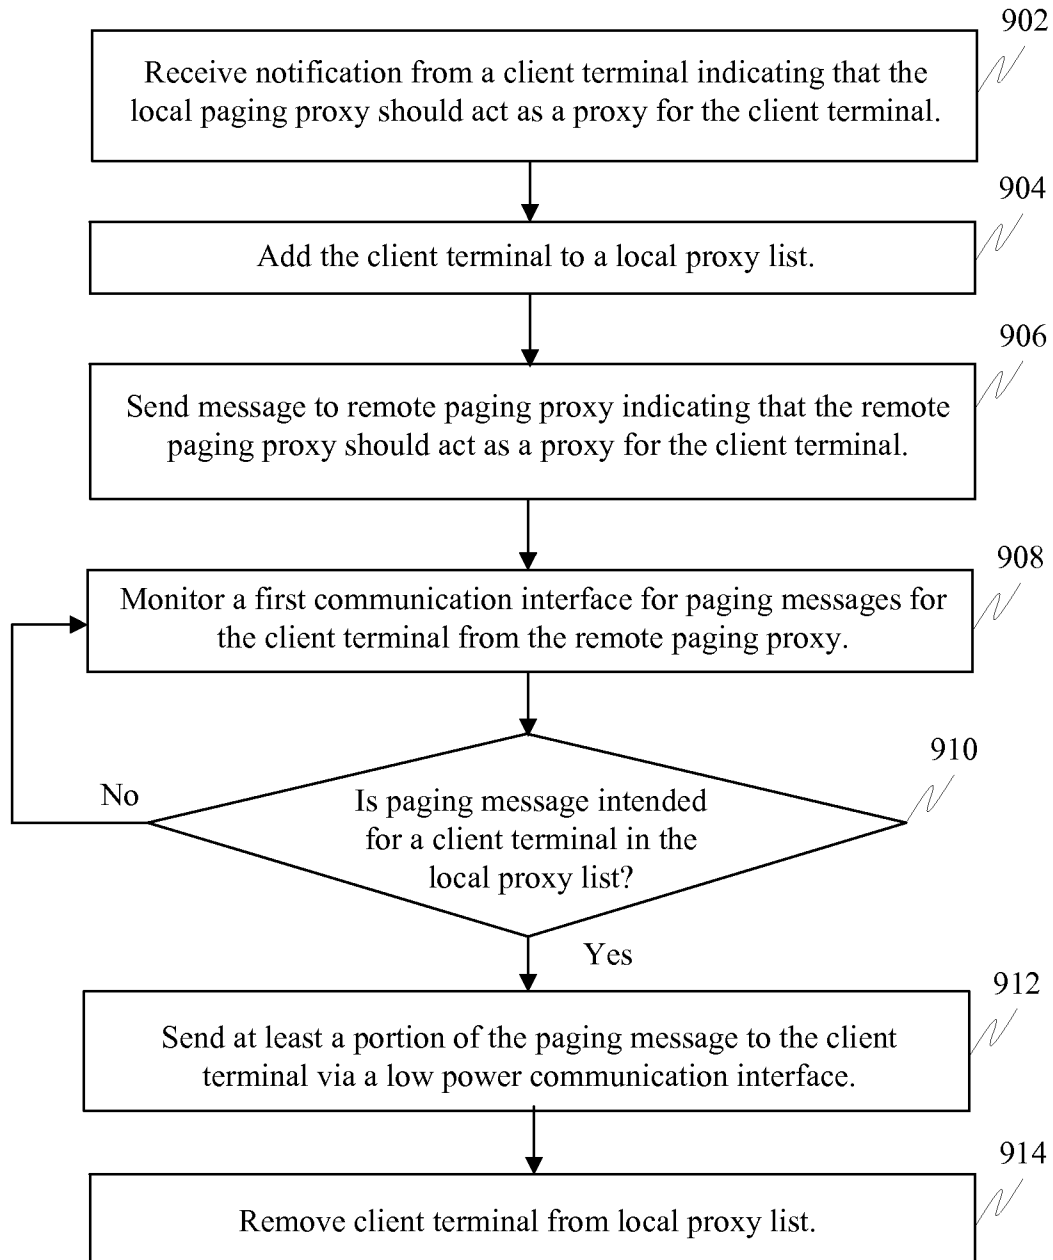 902
Receive notification from a client terminal indicating that the
local paging proxy should act as a proxy for the client terminal.
904
Add the client terminal to a local proxy list.
906
Send message to remote paging proxy indicating that the remote
paging proxy should act as a proxy for the client terminal.
908
Monitor a first communication interface for paging messages for
the client terminal from the remote paging proxy.
910
No
Is paging message intended
for a client terminal in the
local proxy list?
Yes
912
Send at least a portion of the paging message to the client
terminal via a low power communication interface.
914
Remove client terminal from local proxy list.